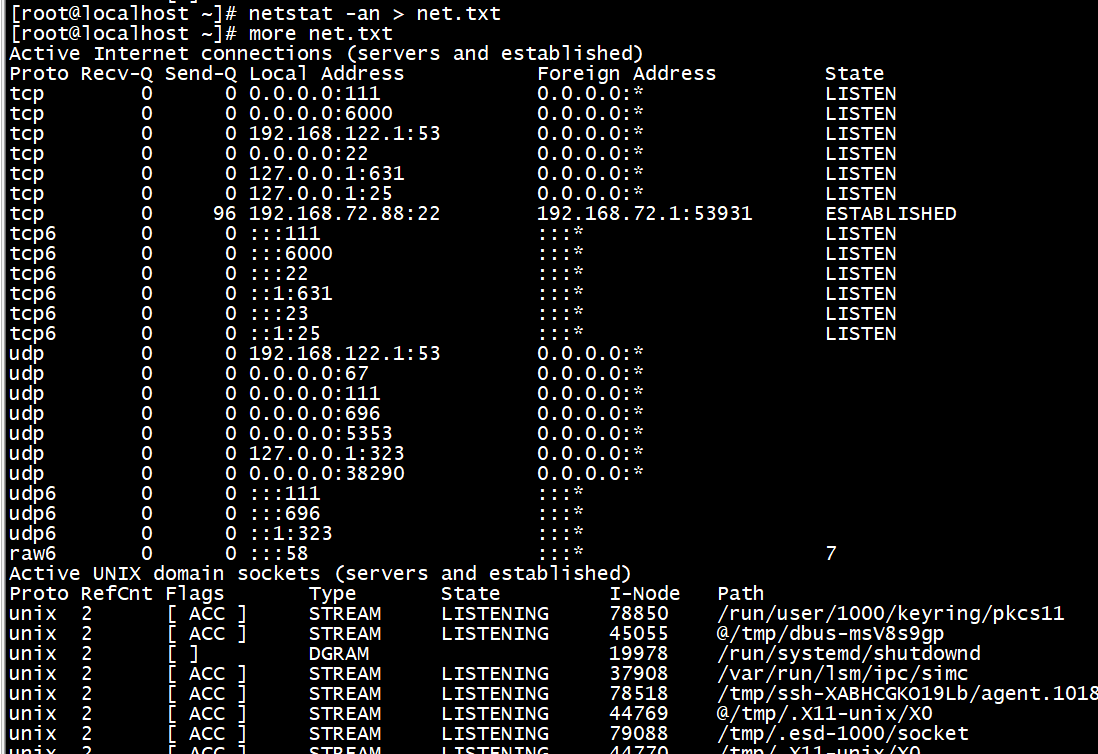 [root@localhost ~]# netstat -an > net.txt
[root@localhost ~]# more net.txt
Active Internet connections (servers and established)
Proto Recv-Q Send-Q Local Address           Foreign Address         State
tcp        0      0 0.0.0.0:111             0.0.0.0:*               LISTEN
tcp        0      0 0.0.0.0:6000            0.0.0.0:*               LISTEN
tcp        0      0 192.168.122.1:53        0.0.0.0:*               LISTEN
tcp        0      0 0.0.0.0:22              0.0.0.0:*               LISTEN
tcp        0      0 127.0.0.1:631           0.0.0.0:*               LISTEN
tcp        0      0 127.0.0.1:25            0.0.0.0:*               LISTEN
tcp        0     96 192.168.72.88:22        192.168.72.1:53931      ESTABLISHED
tcp6       0      0 :::111                  :::*                    LISTEN
tcp6       0      0 :::6000                 :::*                    LISTEN
tcp6       0      0 :::22                   :::*                    LISTEN
tcp6       0      0 ::1:631                 :::*                    LISTEN
tcp6       0      0 :::23                   :::*                    LISTEN
tcp6       0      0 ::1:25                  :::*                    LISTEN
udp        0      0 192.168.122.1:53        0.0.0.0:*
udp        0      0 0.0.0.0:67              0.0.0.0:*
udp        0      0 0.0.0.0:111             0.0.0.0:*
udp        0      0 0.0.0.0:696             0.0.0.0:*
udp        0      0 0.0.0.0:5353            0.0.0.0:*
udp        0      0 127.0.0.1:323           0.0.0.0:*
udp        0      0 0.0.0.0:38290           0.0.0.0:*
udp6       0      0 :::111                  :::*
udp6       0      0 :::696                  :::*
udp6       0      0 ::1:323                 :::*
raw6       0      0 :::58                   :::*                    7
Active UNIX domain sockets (servers and established)
Proto RefCnt Flags       Type       State         I-Node   Path
unix  2      [ ACC ]     STREAM     LISTENING     78850    /run/user/1000/keyring/pkcs11
unix  2      [ ACC ]     STREAM     LISTENING     45055    @/tmp/dbus-msV8s9gp
unix  2      [ ]         DGRAM                    19978    /run/systemd/shutdownd
unix  2      [ ACC ]     STREAM     LISTENING     37908    /var/run/lsm/ipc/simc
unix  2      [ ACC ]     STREAM     LISTENING     78518    /tmp/ssh-XABHCGKO19Lb/agent.1018
unix  2      [ ACC ]     STREAM     LISTENING     44769    @/tmp/.X11-unix/X0
unix  2      [ ACC ]     STREAM     LISTENING     79088    /tmp/.esd-1000/socket
unix  2      [ ACC ]     STREAM     LISTENING     44770    /tmp/.X11-unix/X0